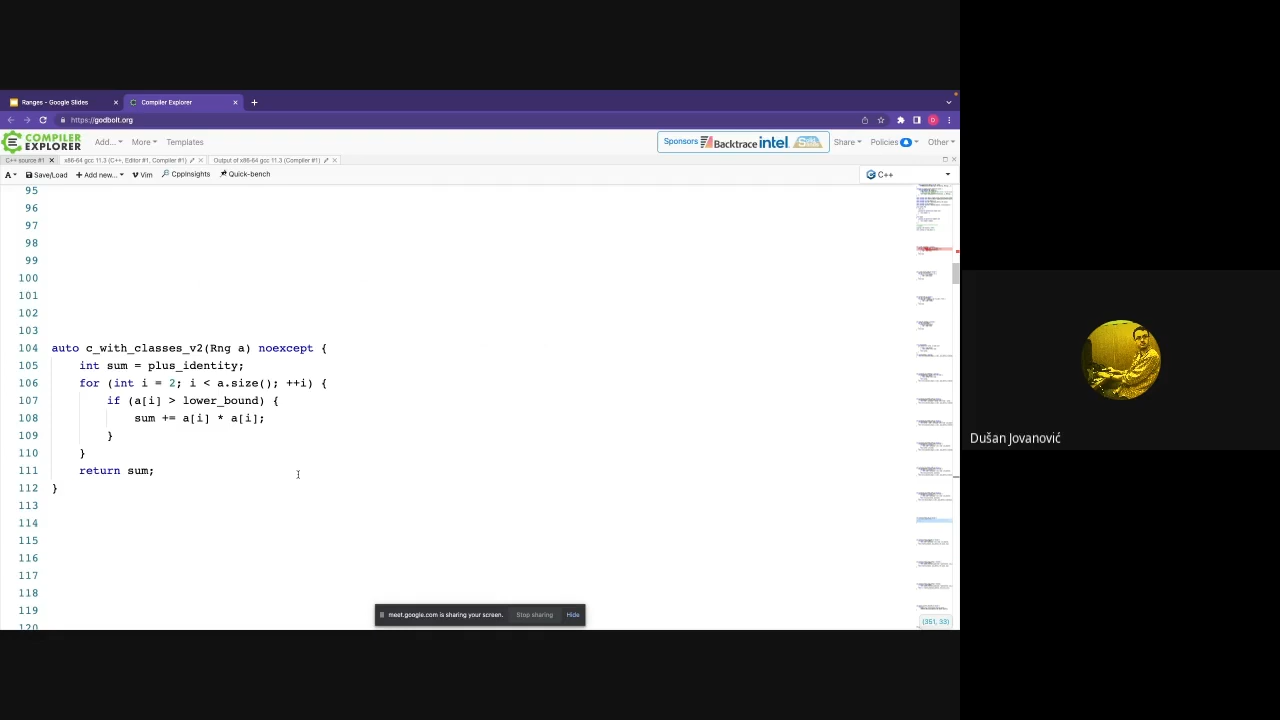 Ranges - Google Slides
Compiler Explorer
https://godbolt.org
COMPILER EXPLORER
Add...
More
Templates
Sponsors
Backtrace
intel
Share
Policies
Other
C++ source #1
x86-64 gcc 11.3 (C++, Editor #1, Compiler #1)
Output of x86-64 gcc 11.3 (Compiler #1)
A
Save/Load
+ Add new...
Vim
CppInsights
Quick-bench
C++
95
96
97
98
99
100
101
102
103
104 auto c_with_classes_v2(Data a) noexcept {
105 int sum = plus_identity;
106 for (int i = 2; i < a.size(); ++i) {
107 if (a[i] > lower_bound) {
108 sum += a[i] * a[i];
109 }
110 }
111 return sum;
112 }
113
114
115
116
117
118
119
120
meet.google.com is sharing your screen.
Stop sharing
Hide
(351, 33)
D
Dušan Jovanović